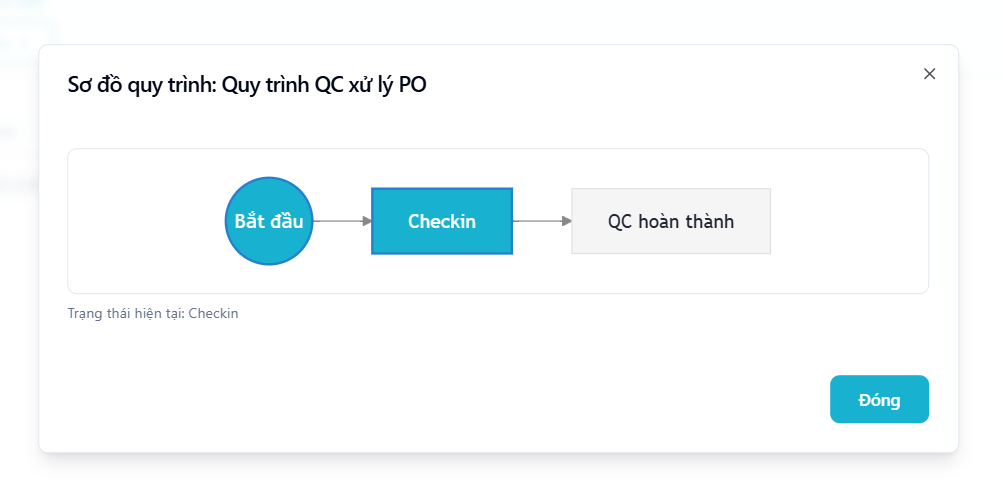 Sơ đồ quy trình: Quy trình QC xử lý PO
Bắt đầu
Checkin
QC hoàn thành
Trạng thái hiện tại: Checkin
Đóng